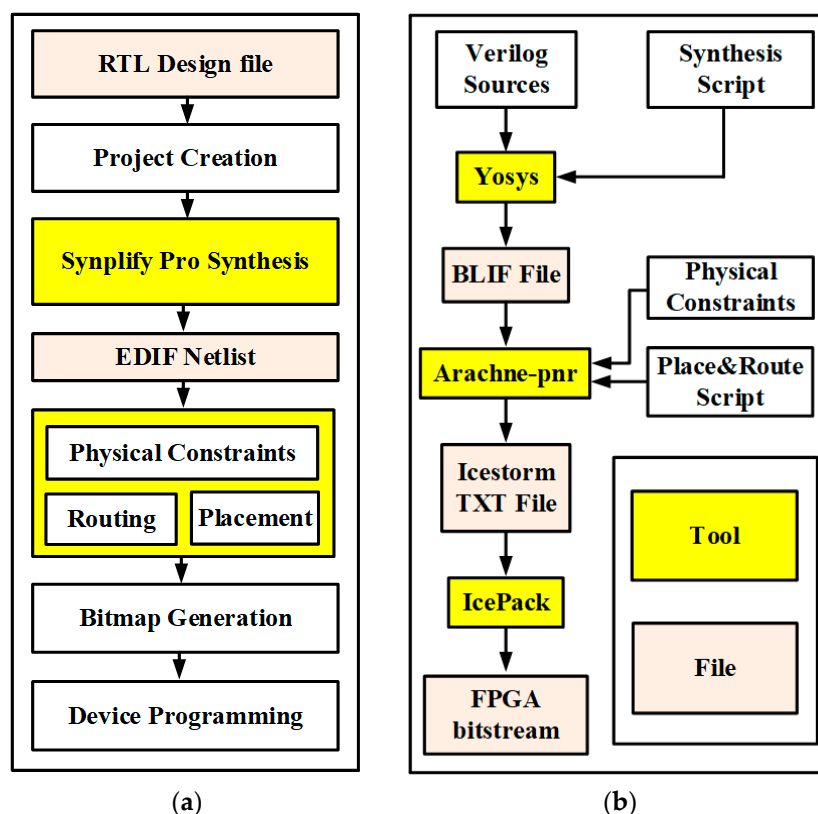 RTL Design file
Project Creation
Synplify Pro Synthesis
EDIF Netlist
Physical Constraints
Routing
Placement
Bitmap Generation
Device Programming
(a)
Verilog
Sources
Synthesis
Script
Yosys
BLIF File
Physical
Constraints
Arachne-pnr
Place&Route
Script
Icestorm
TXT File
Tool
IcePack
File
FPGA
bitstream
(b)